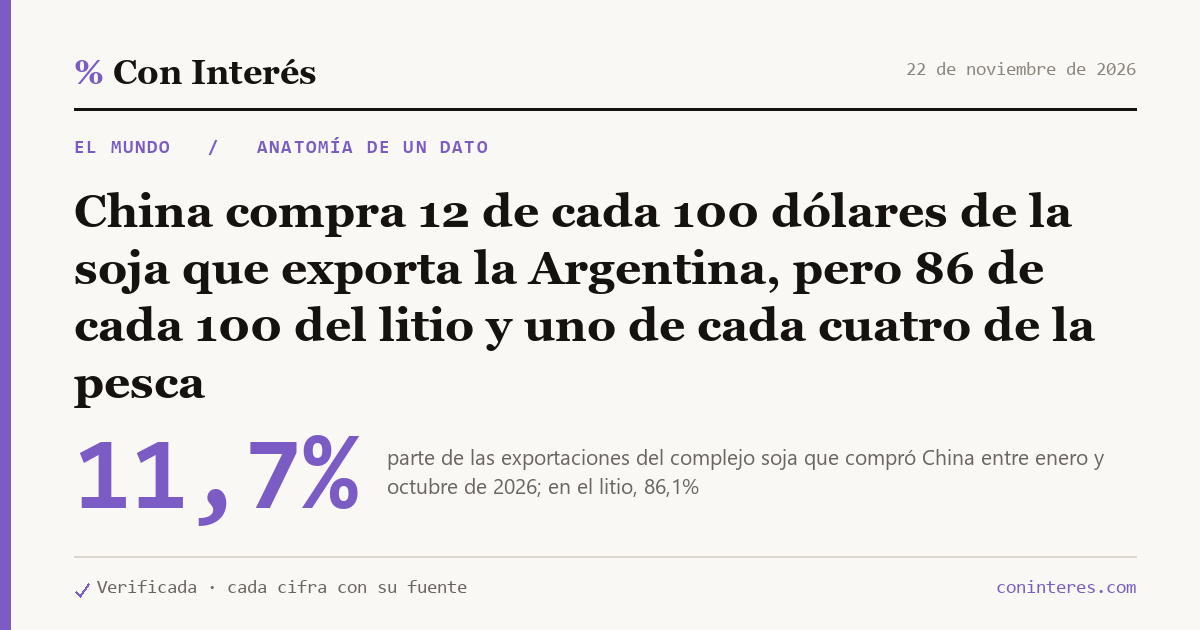 % Con Interés
22 de noviembre de 2026
EL MUNDO / ANATOMÍA DE UN DATO
China compra 12 de cada 100 dólares de la
soja que exporta la Argentina, pero 86 de
cada 100 del litio y uno de cada cuatro de la
pesca
11,7%
parte de las exportaciones del complejo soja que compró China entre enero y
octubre de 2026; en el litio, 86,1%
✓ Verificada · cada cifra con su fuente
coninteres.com